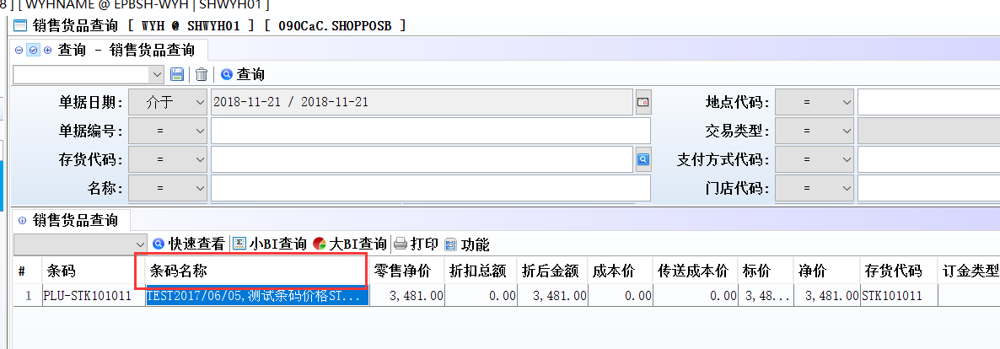 8 ] [ WYHNAME @ EPBSH-WYH | SHWYH01 ]
销售货品查询 [ WYH @ SHWYH01 ] [ 090CaC.SHOPPOSB ]
查询 - 销售货品查询
查询
单据日期: 介于 2018-11-21 / 2018-11-21 地点代码: =
单据编号: = 交易类型: =
存货代码: = 支付方式代码: =
名称: = 门店代码: =
销售货品查询
快速查看 小BI查询 大BI查询 打印 功能
# 条码 条码名称 零售净价 折扣总额 折后金额 成本价 传送成本价 标价 净价 存货代码 订金类型
1 PLU-STK101011 TEST2017/06/05,测试条码价格ST... 3,481.00 0.00 3,481.00 0.00 0.00 3,48... 3,481.00 STK101011